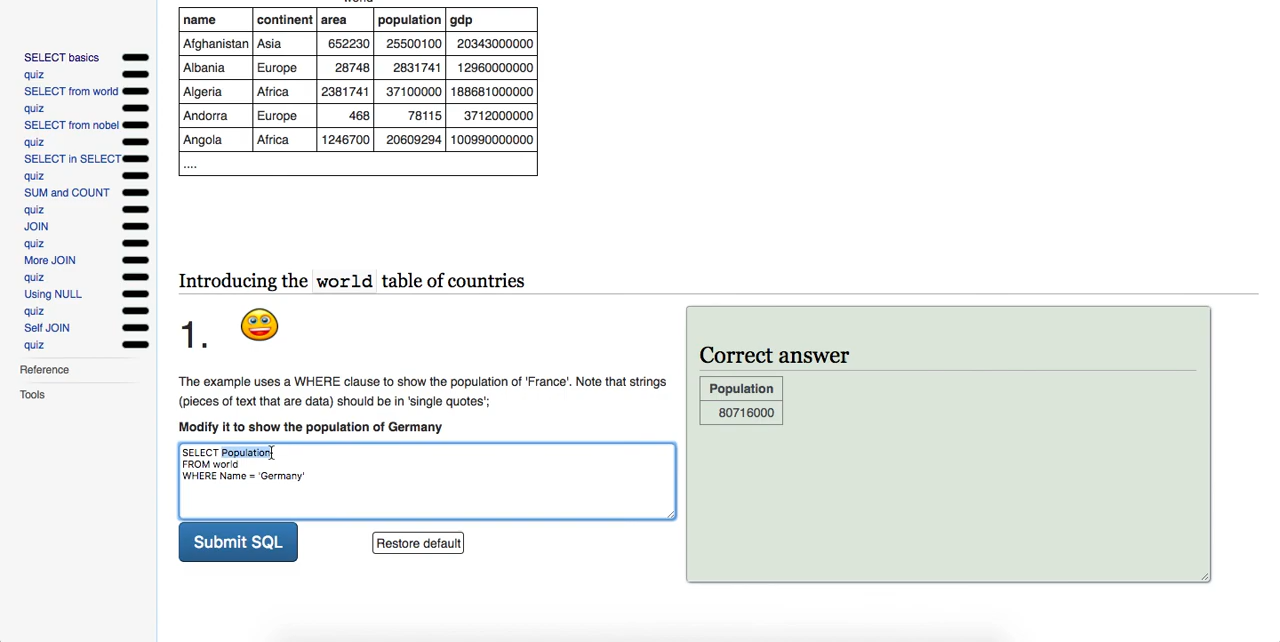 name continent area population gdp
Afghanistan Asia 652230 25500100 20343000000
Albania Europe 28748 2831741 12960000000
Algeria Africa 2381741 37100000 188681000000
Andorra Europe 468 78115 3712000000
Angola Africa 1246700 20609294 100990000000
....
SELECT basics
quiz
SELECT from world
quiz
SELECT from nobel
quiz
SELECT in SELECT
quiz
SUM and COUNT
quiz
JOIN
quiz
More JOIN
quiz
Using NULL
quiz
Self JOIN
quiz
Reference
Tools
Introducing the world table of countries
1.
The example uses a WHERE clause to show the population of 'France'. Note that strings
(pieces of text that are data) should be in 'single quotes';
Modify it to show the population of Germany
SELECT Population
FROM world
WHERE Name = 'Germany'
Submit SQL
Restore default
Correct answer
Population
80716000